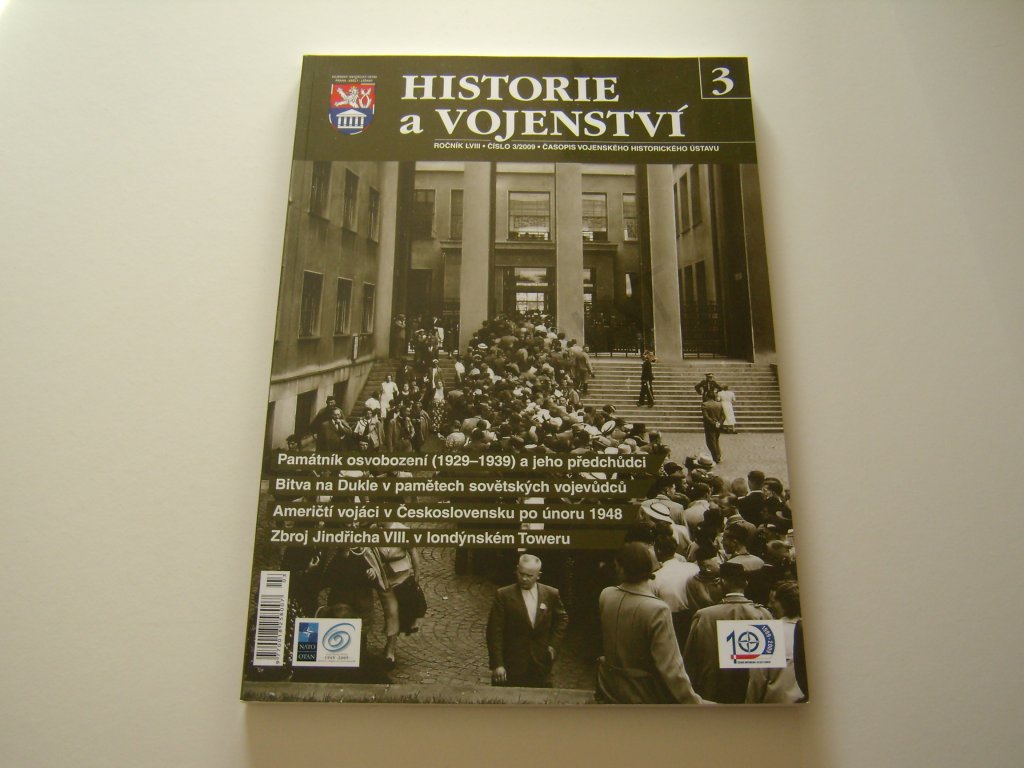 HISTORIE
a VOJENSTVÍ
3
ROČNÍK LVIII • ČÍSLO 3/2009 • ČASOPIS VOJENSKÉHO HISTORICKÉHO ÚSTAVU
Památník osvobození (1929–1939) a jeho předchůdci
Bitva na Dukle v pamětech sovětských vojevůdců
Američtí vojáci v Československu po únoru 1948
Zbroj Jindřicha VIII. v londýnském Toweru
NATO
OTAN
10